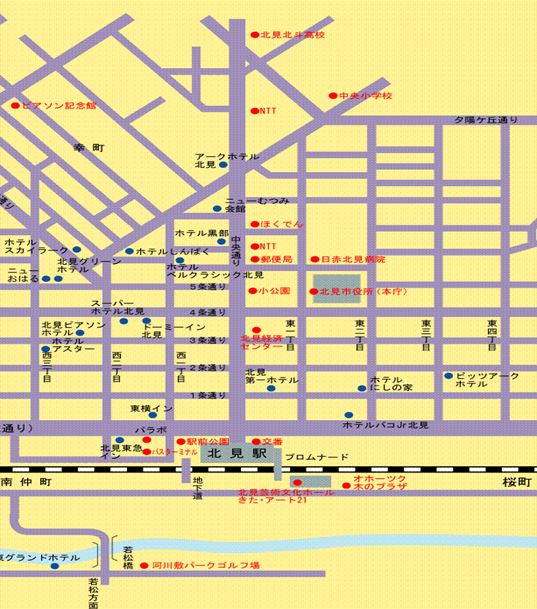 北見北斗高校
中央小学校
ピアソン記念館
NTT
夕陽ケ丘通り
幸町
アークホテル
北見
通り
ニューむつみ
会館
ほくでん
ホテル黒部
中央通り
ホテル
スカイラーク
NTT
ホテルしんばく
郵便局
日赤北見病院
北見グリーン
ホテル
ホテル
ベルクラシック北見
ニュー
おはる
5条通り
小公園
北見市役所(本庁)
スーパー
ホテル北見
4条通り
北見ピアソン
ホテル
ドーミーイン
北見
東一丁目
東二丁目
東三丁目
東四丁目
北見経済
センター
3条通り
ホテル
アスター
西三丁目
西二丁目
西一丁目
2条通り
北見
第一ホテル
ホテル
にしの家
ピッツアーク
ホテル
1条通り
東横イン
ホテルパコJr北見
通り)
パラボ
北見東急
イン
バスターミナル
駅前公園
交番
北見駅
プロムナード
南仲町
地下道
北見芸術文化ホール
きた・アート21
オホーツク
木のプラザ
桜町
東グランドホテル
若松橋
河川敷パークゴルフ場
若松方面